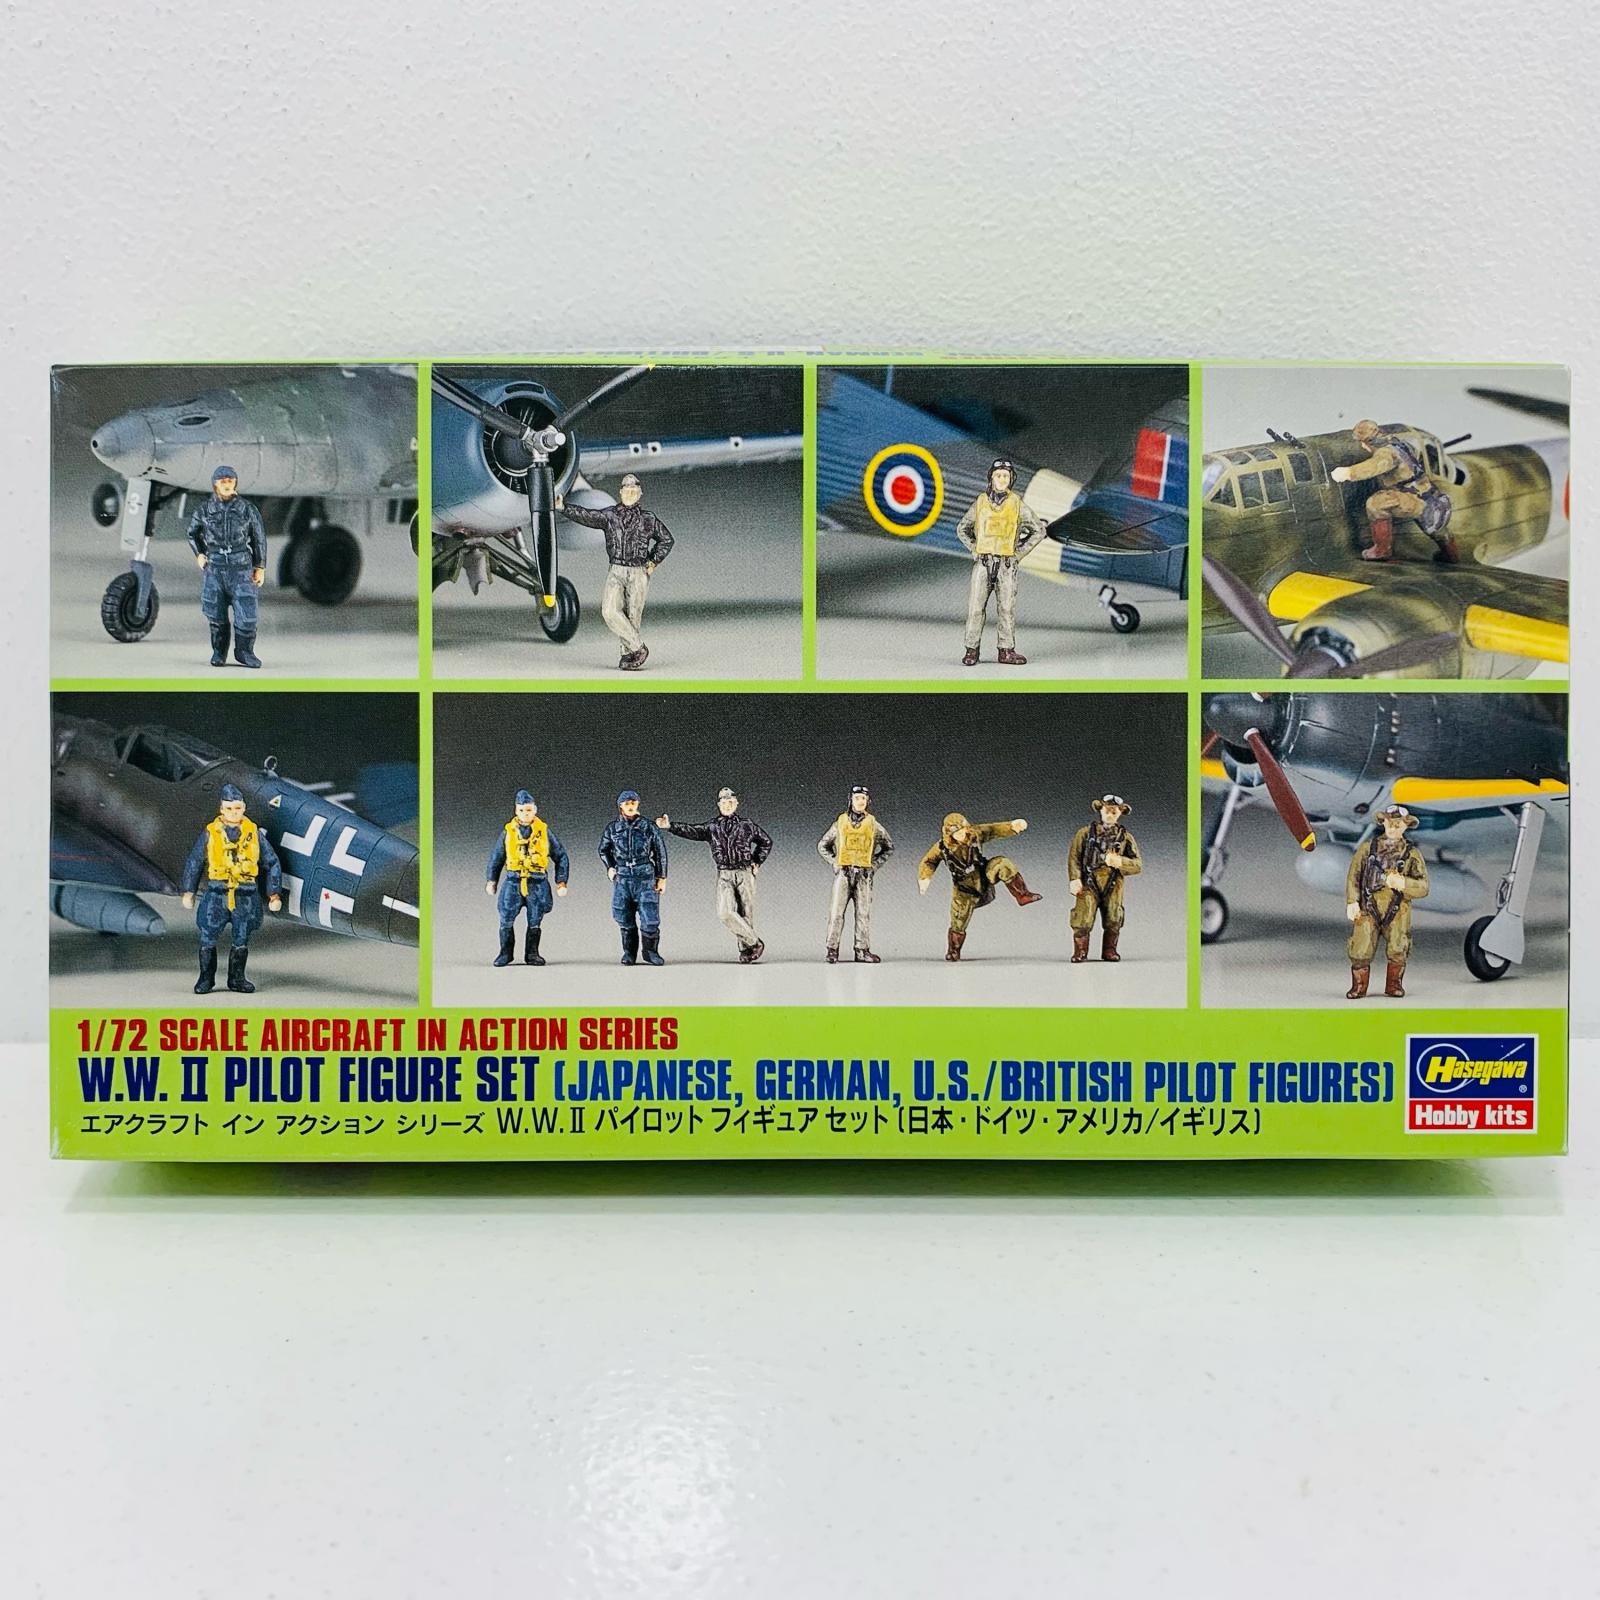 1/72 SCALE AIRCRAFT IN ACTION SERIES
W.W. II PILOT FIGURE SET (JAPANESE, GERMAN, U.S./BRITISH PILOT FIGURES)
エアクラフト イン アクション シリーズ W.W.II パイロット フィギュア セット (日本・ドイツ・アメリカ/イギリス)
Hasegawa®
Hobby kits